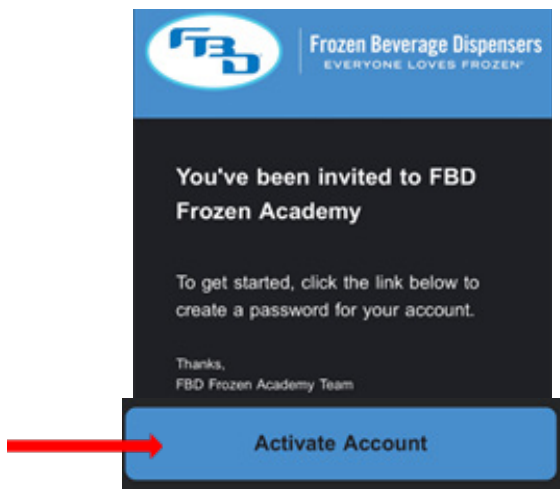 FBD
Frozen Beverage Dispensers
EVERYONE LOVES FROZEN®
You've been invited to FBD
Frozen Academy
To get started, click the link below to
create a password for your account.
Thanks,
FBD Frozen Academy Team
Activate Account